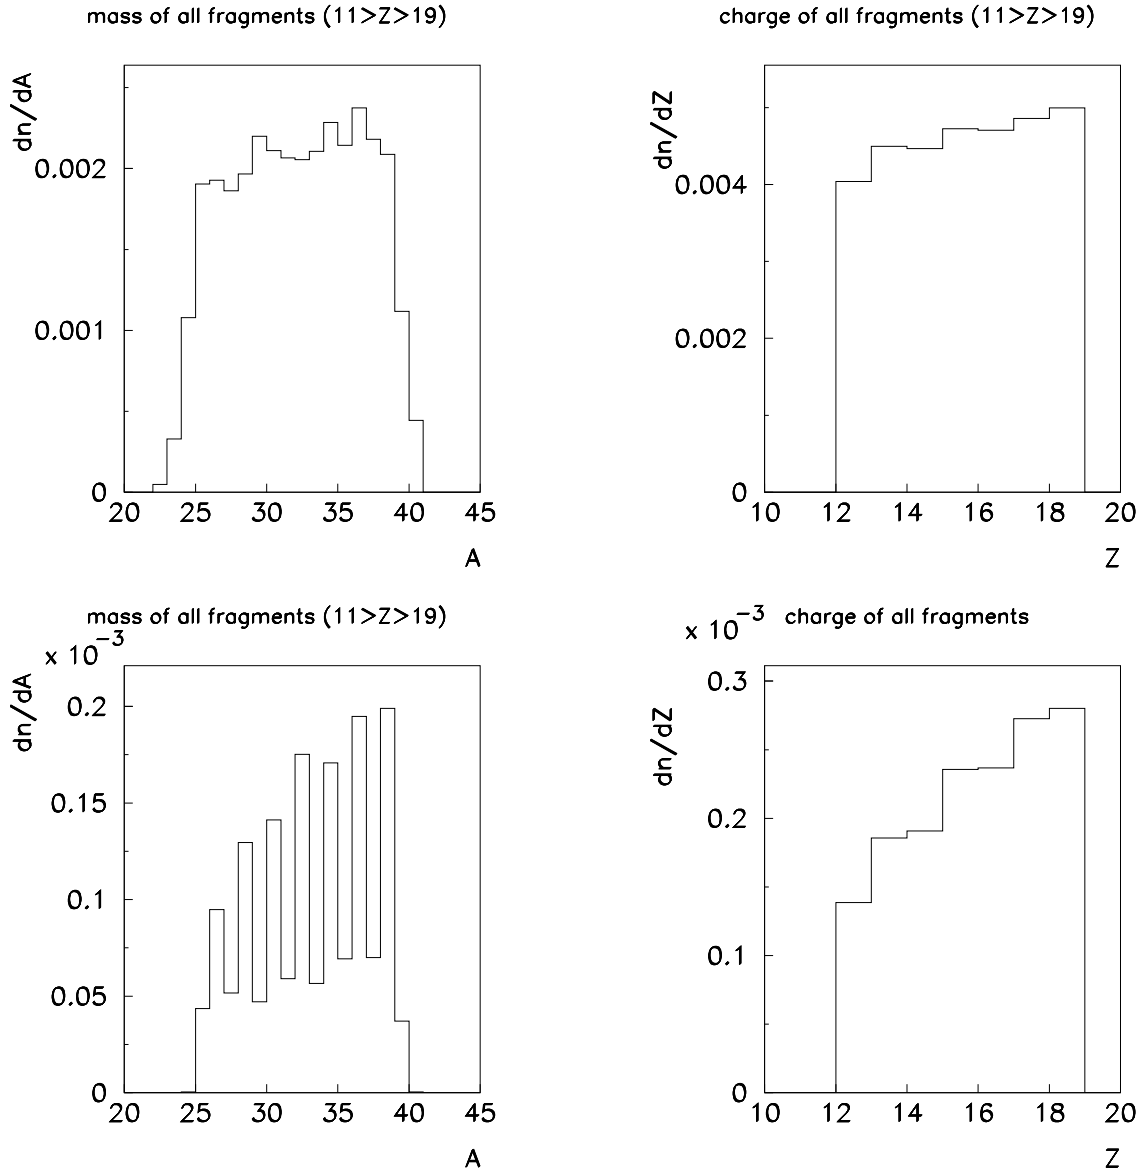 mass of all fragments (11>Z>19)
dn/dA
0.002
0.001
0
20 25 30 35 40 45
A
charge of all fragments (11>Z>19)
dn/dZ
0.004
0.002
0
10 12 14 16 18 20
Z
mass of all fragments (11>Z>19)
x 10⁻³
dn/dA
0.2
0.15
0.1
0.05
0
20 25 30 35 40 45
A
charge of all fragments
x 10⁻³
dn/dZ
0.3
0.2
0.1
0
10 12 14 16 18 20
Z